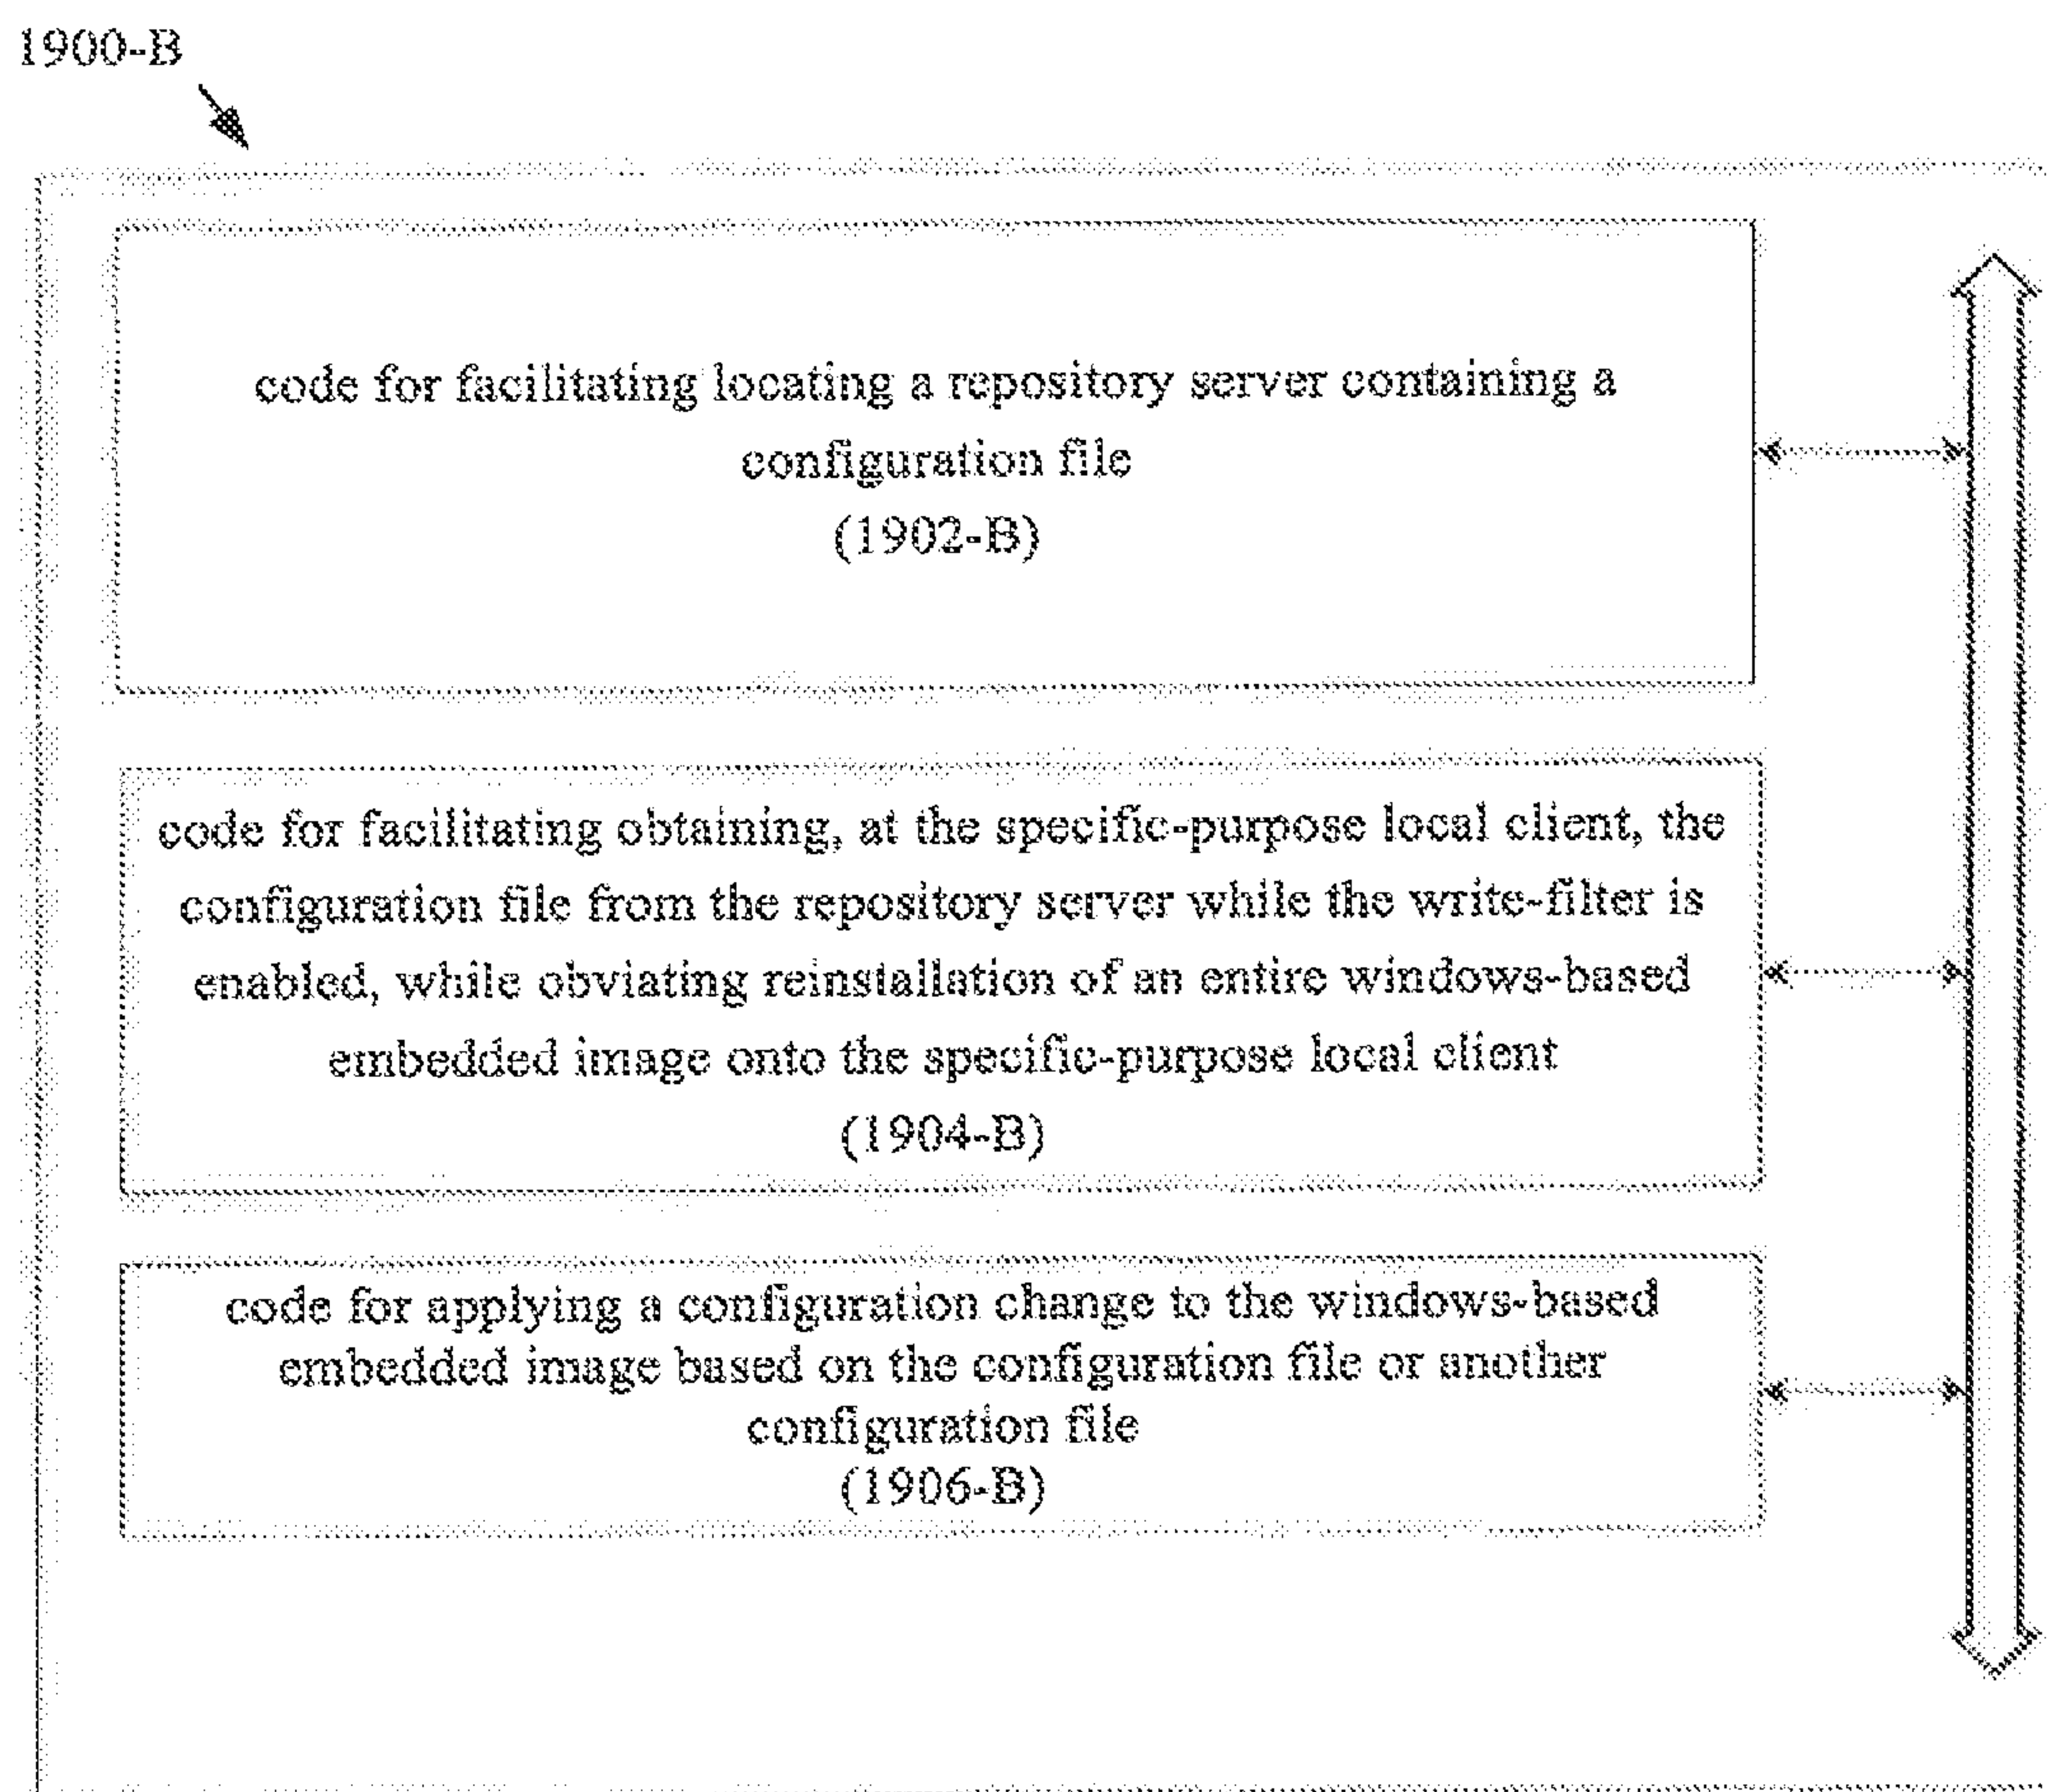 1900-B
code for facilitating locating a repository server containing a
configuration file
(1902-B)
code for facilitating obtaining, at the specific-purpose local client, the
configuration file from the repository server while the write-filter is
enabled, while obviating reinstallation of an entire windows-based
embedded image onto the specific-purpose local client
(1904-B)
code for applying a configuration change to the windows-based
embedded image based on the configuration file or another
configuration file
(1906-B)